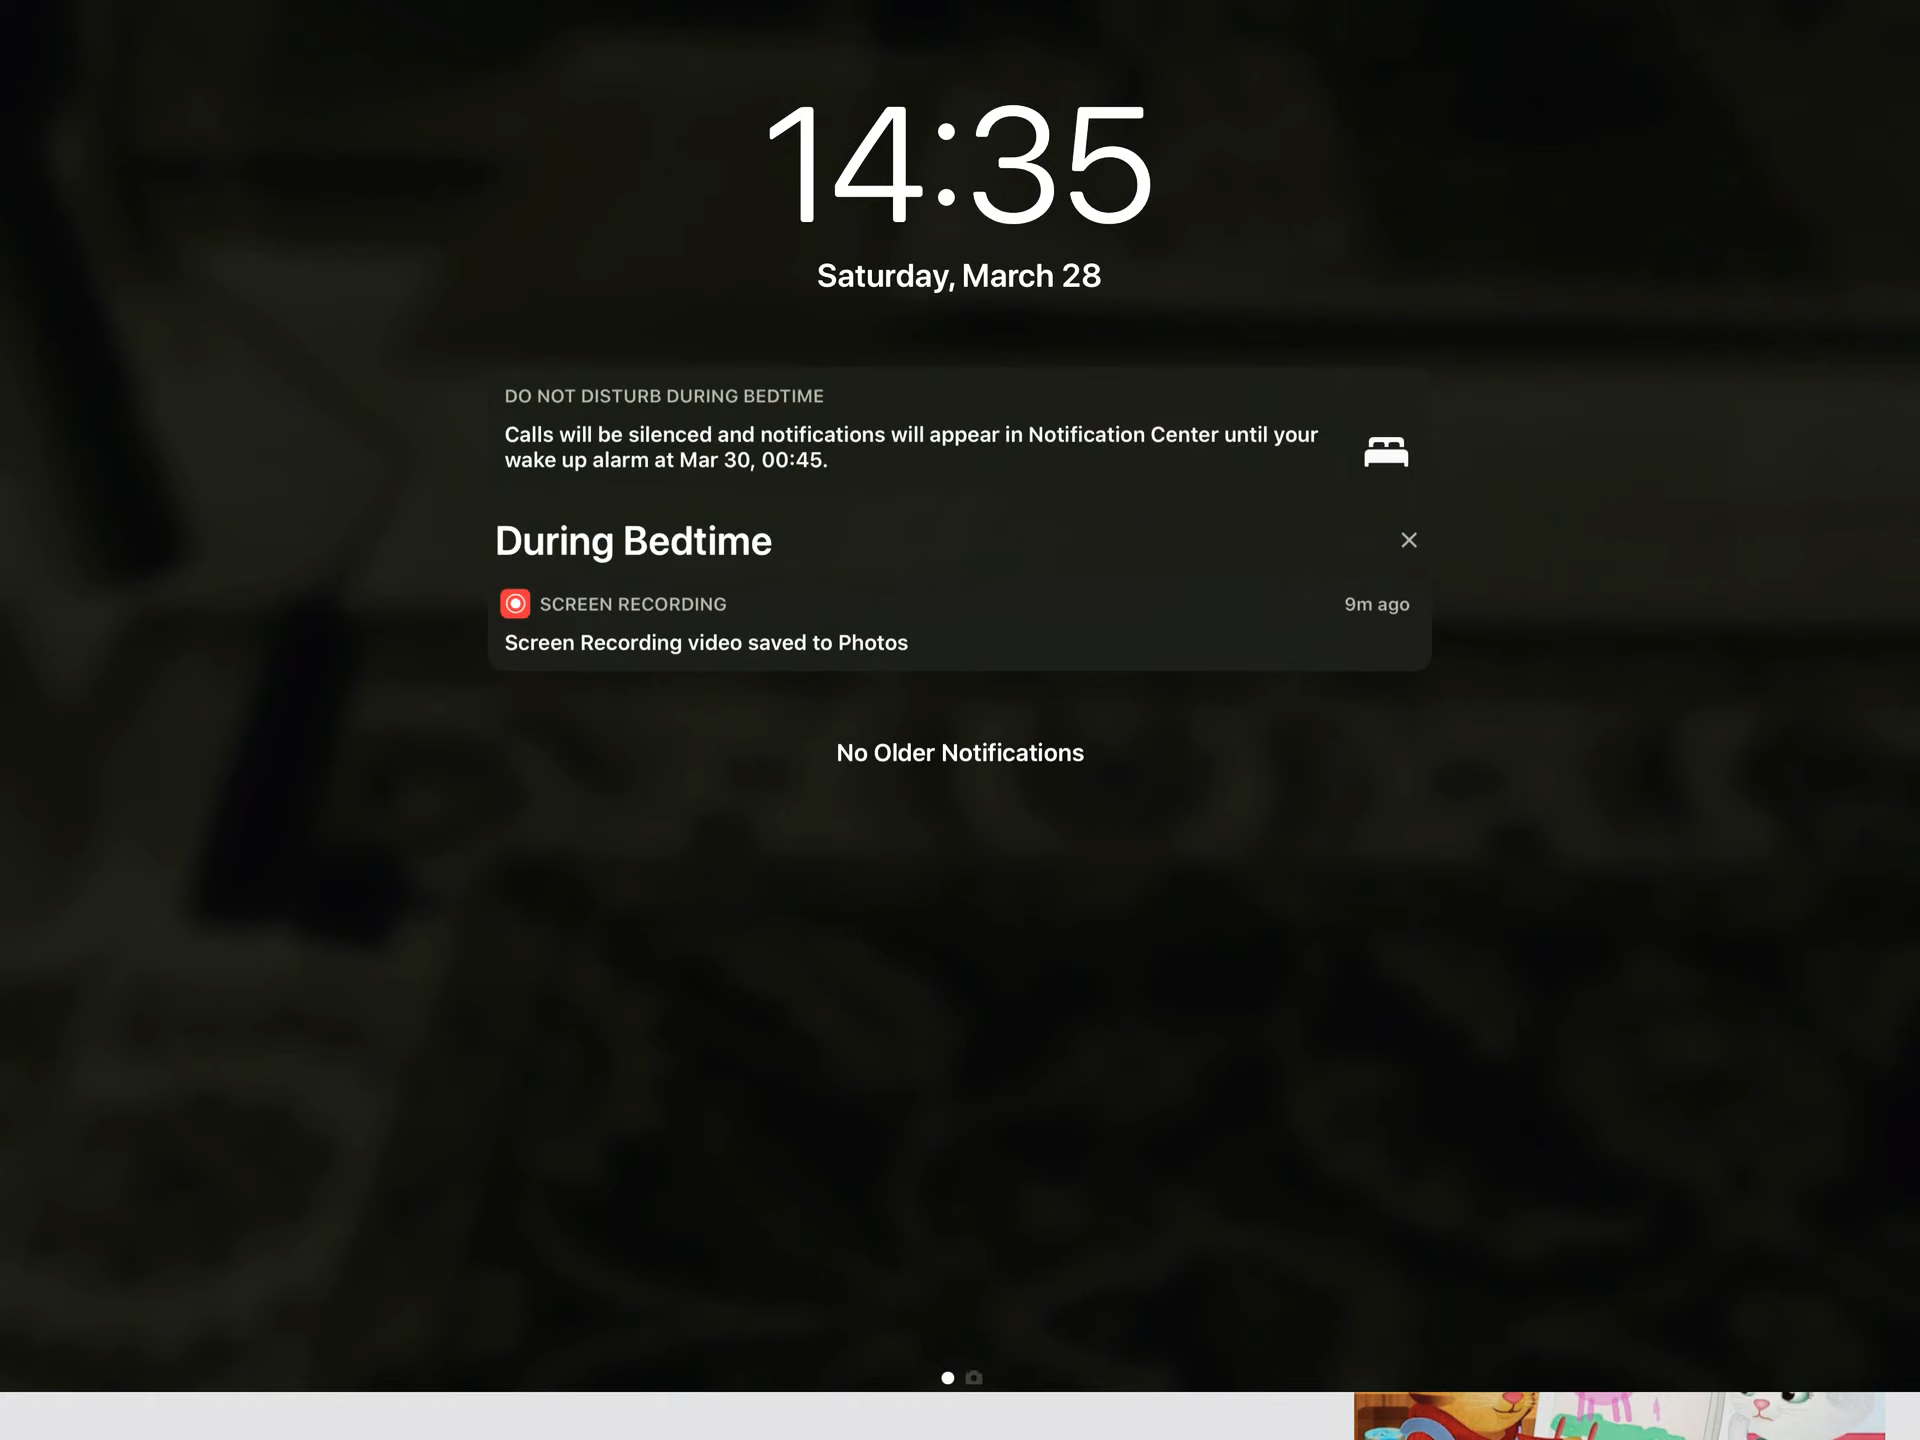 14:35
Saturday, March 28
DO NOT DISTURB DURING BEDTIME
Calls will be silenced and notifications will appear in Notification Center until your
wake up alarm at Mar 30, 00:45.
During Bedtime
SCREEN RECORDING
9m ago
Screen Recording video saved to Photos
No Older Notifications